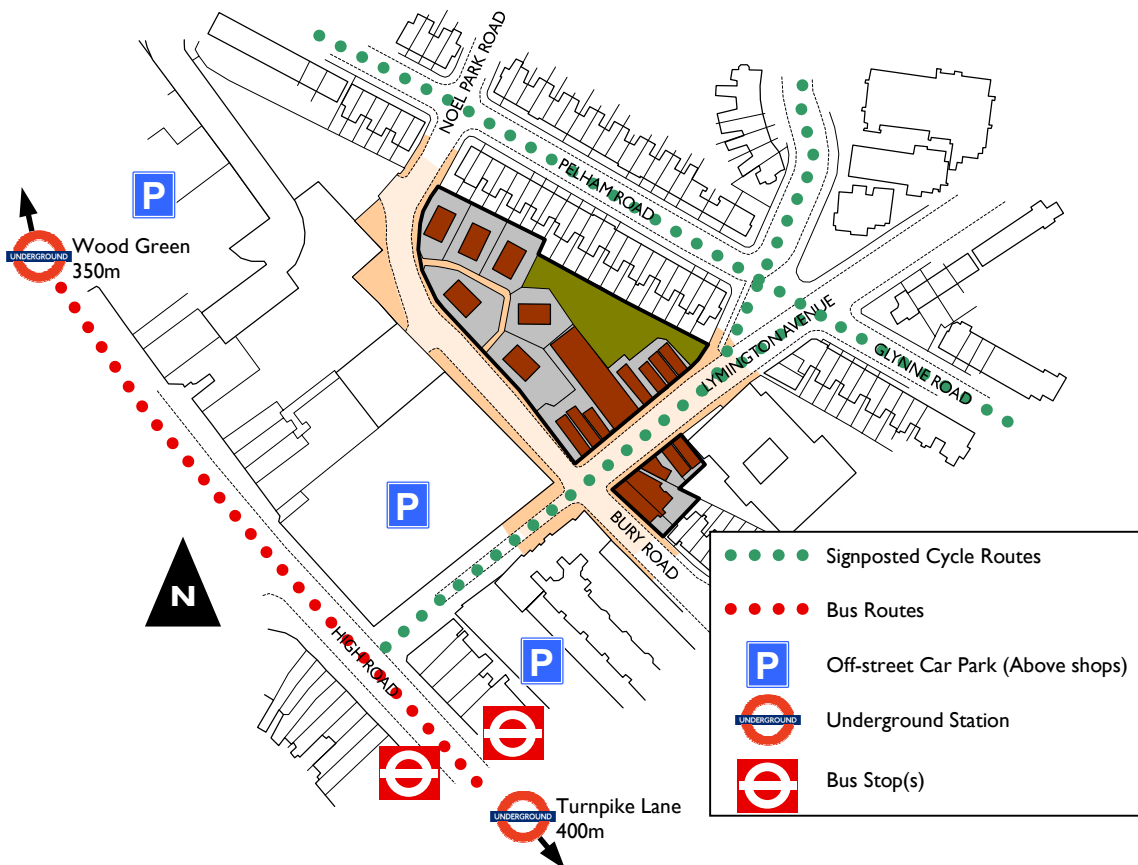 NOEL PARK ROAD
PELHAM ROAD
P
UNDERGROUND
Wood Green
350m
LYMINGTON AVENUE
GLYNNE ROAD
P
BURY ROAD
N
HIGH ROAD
P
UNDERGROUND
Turnpike Lane
400m
Signposted Cycle Routes
Bus Routes
P
Off-street Car Park (Above shops)
UNDERGROUND
Underground Station
Bus Stop(s)